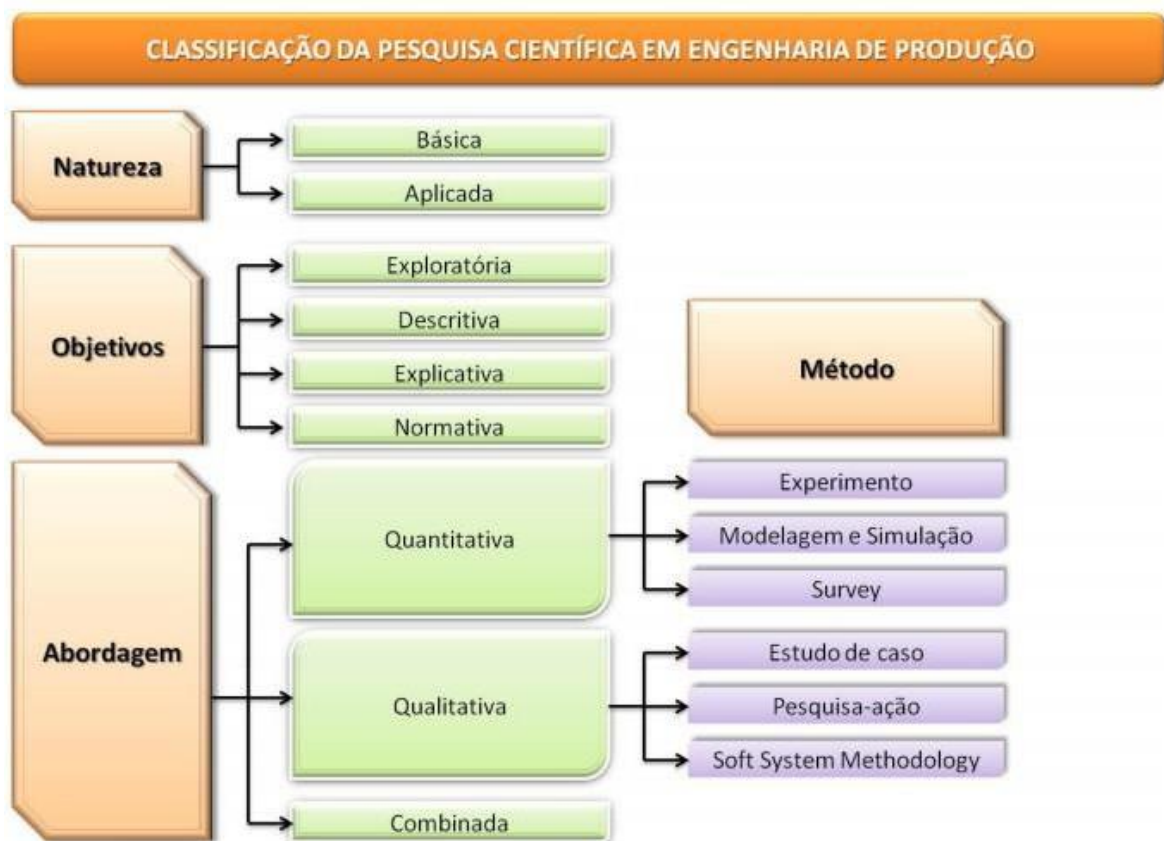 CLASSIFICAÇÃO DA PESQUISA CIENTÍFICA EM ENGENHARIA DE PRODUÇÃO
Natureza
Básica
Aplicada
Objetivos
Exploratória
Descritiva
Explicativa
Normativa
Método
Abordagem
Quantitativa
Experimento
Modelagem e Simulação
Survey
Qualitativa
Estudo de caso
Pesquisa-ação
Soft System Methodology
Combinada